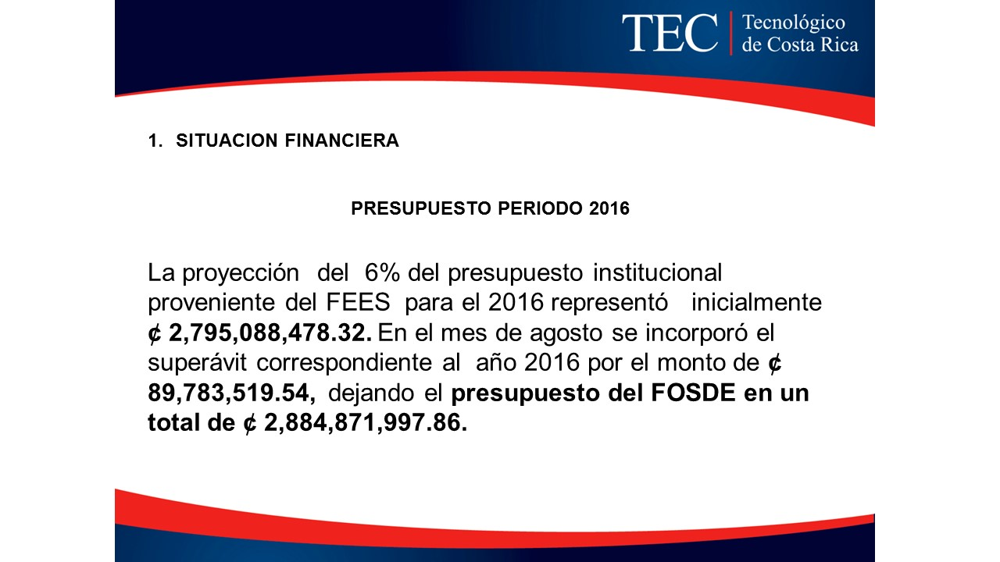 TEC
Tecnológico
de Costa Rica
1. SITUACION FINANCIERA
PRESUPUESTO PERIODO 2016
La proyección del 6% del presupuesto institucional
proveniente del FEES para el 2016 representó inicialmente
¢ 2,795,088,478.32. En el mes de agosto se incorporó el
superávit correspondiente al año 2016 por el monto de ¢
89,783,519.54, dejando el presupuesto del FOSDE en un
total de ¢ 2,884,871,997.86.